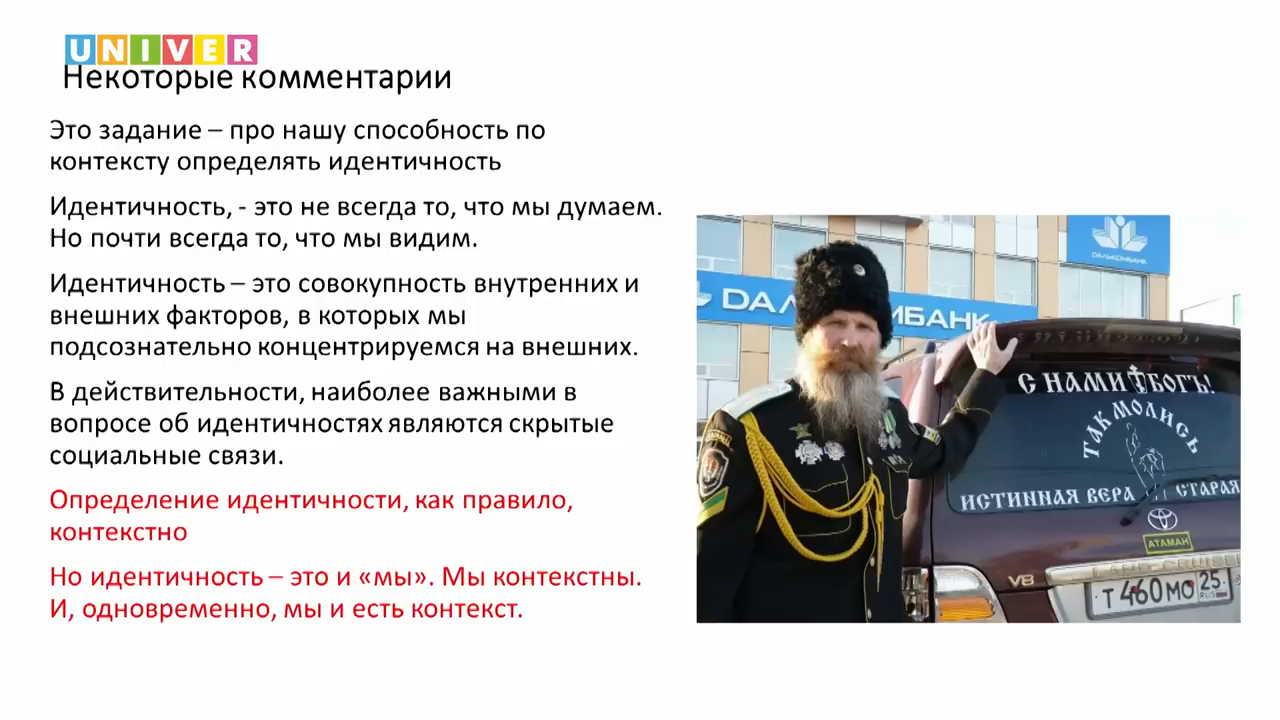 UNIVER
Некоторые комментарии
Это задание – про нашу способность по
контексту определять идентичность
Идентичность, - это не всегда то, что мы думаем.
Но почти всегда то, что мы видим.
Идентичность – это совокупность внутренних и
внешних факторов, в которых мы
подсознательно концентрируемся на внешних.
В действительности, наиболее важными в
вопросе об идентичностях являются скрытые
социальные связи.
Определение идентичности, как правило,
контекстно
Но идентичность – это и «мы». Мы контекстны.
И, одновременно, мы и есть контекст.
ДАЛЬКОМБАНК
С НАМИ БОГЪ!
ТАК МОЛИСЬ
ИСТИННАЯ ВЕРА СТАРАЯ
АТАМАН
V8
LAND CRUISER
Т 460 МО 25
RUS